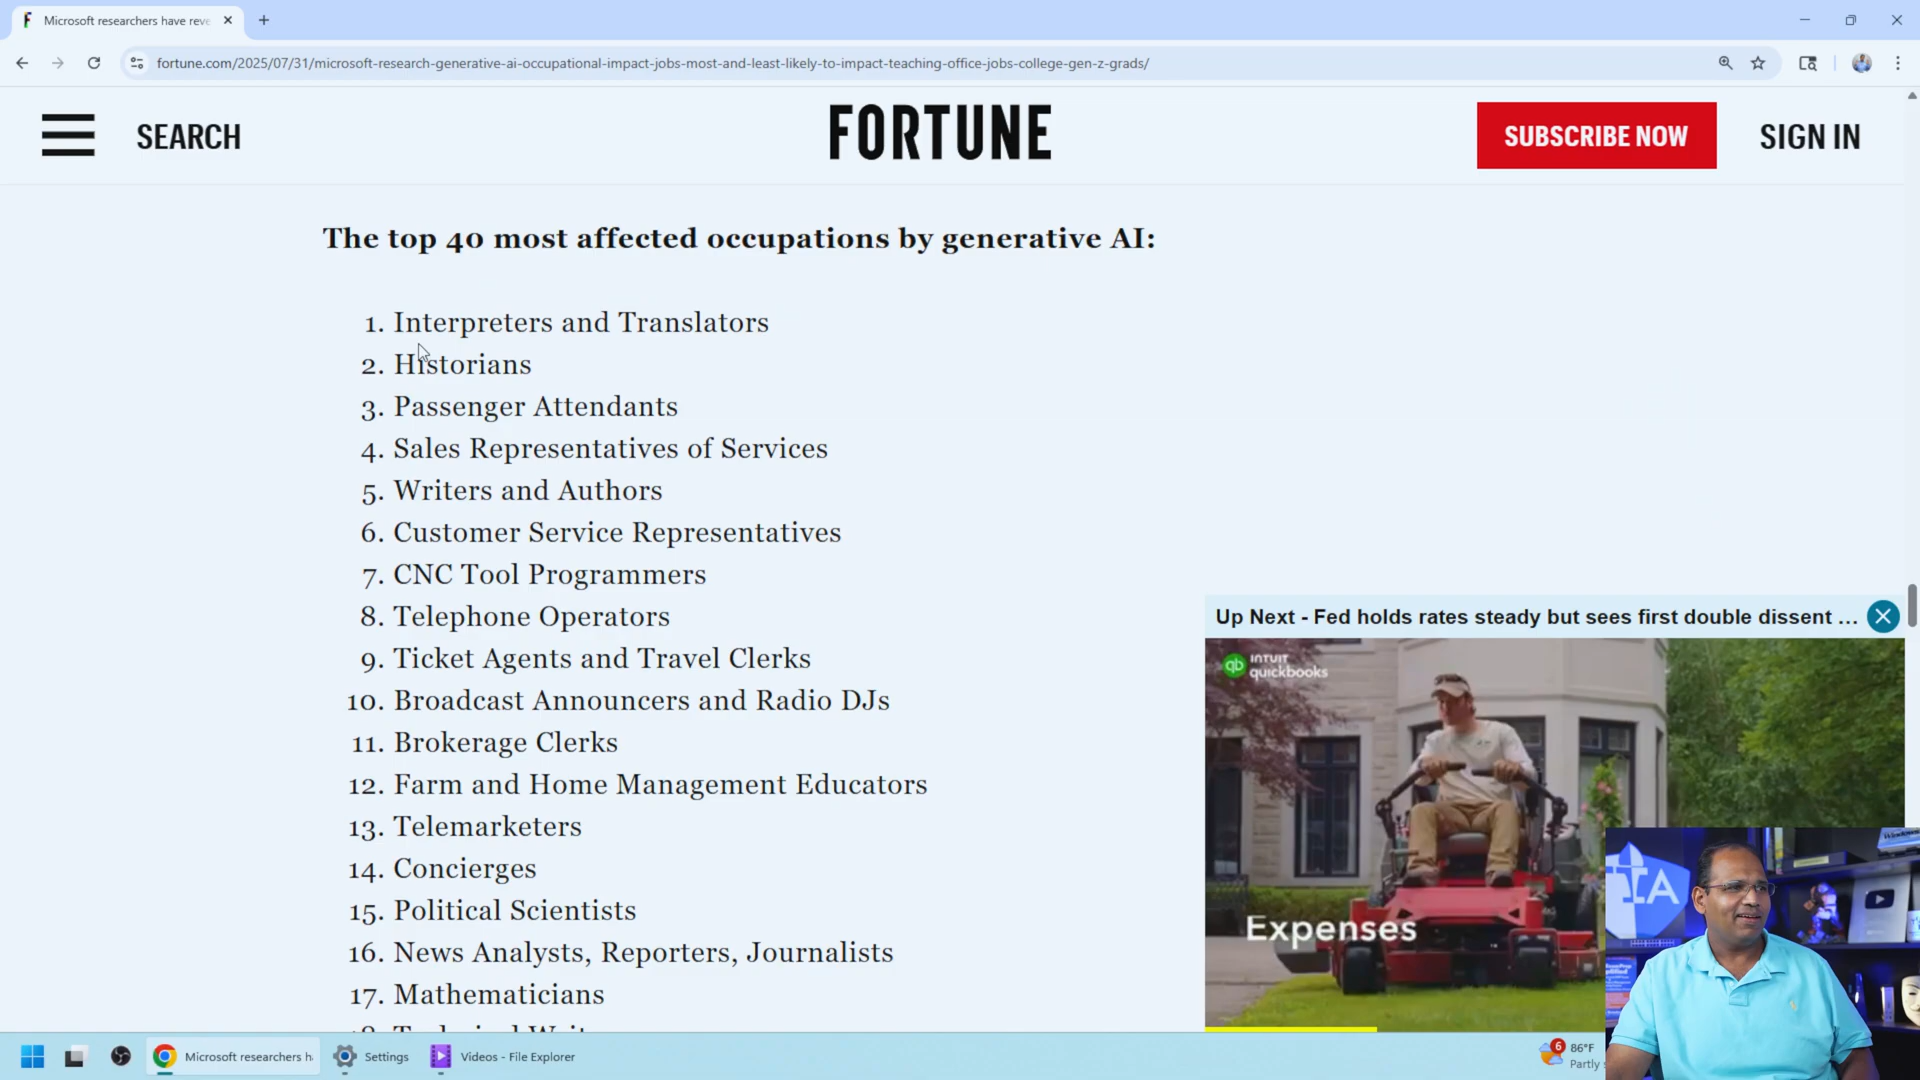 Microsoft researchers have reve
fortune.com/2025/07/31/microsoft-research-generative-ai-occupational-impact-jobs-most-and-least-likely-to-impact-teaching-office-jobs-college-gen-z-grads/
SEARCH
FORTUNE
SUBSCRIBE NOW
SIGN IN
The top 40 most affected occupations by generative AI:
1. Interpreters and Translators
2. Historians
3. Passenger Attendants
4. Sales Representatives of Services
5. Writers and Authors
6. Customer Service Representatives
7. CNC Tool Programmers
8. Telephone Operators
9. Ticket Agents and Travel Clerks
10. Broadcast Announcers and Radio DJs
11. Brokerage Clerks
12. Farm and Home Management Educators
13. Telemarketers
14. Concierges
15. Political Scientists
16. News Analysts, Reporters, Journalists
17. Mathematicians
Up Next - Fed holds rates steady but sees first double dissent ...
qb INTUIT
quickbooks
Expenses
IA
Microsoft researchers h
Settings
Videos - File Explorer
6
86°F
Partly